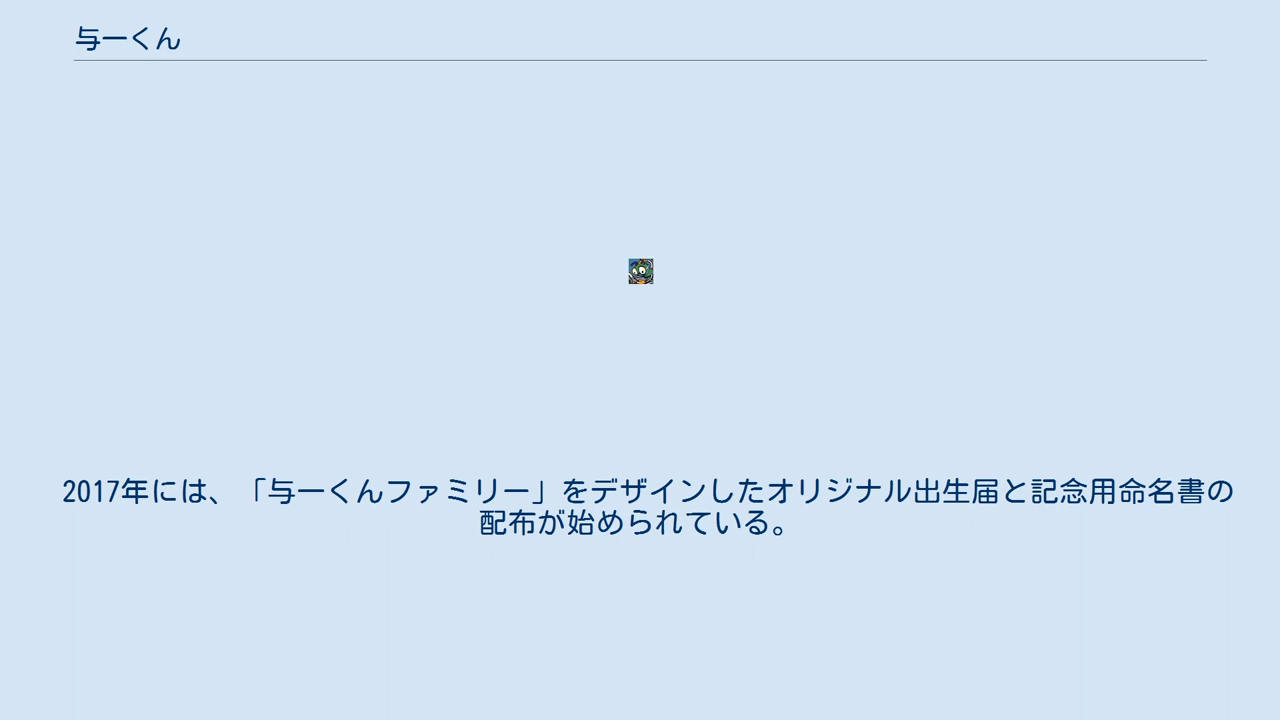 与一くん
2017年には、「与一くんファミリー」をデザインしたオリジナル出生届と記念用命名書の
配布が始められている。